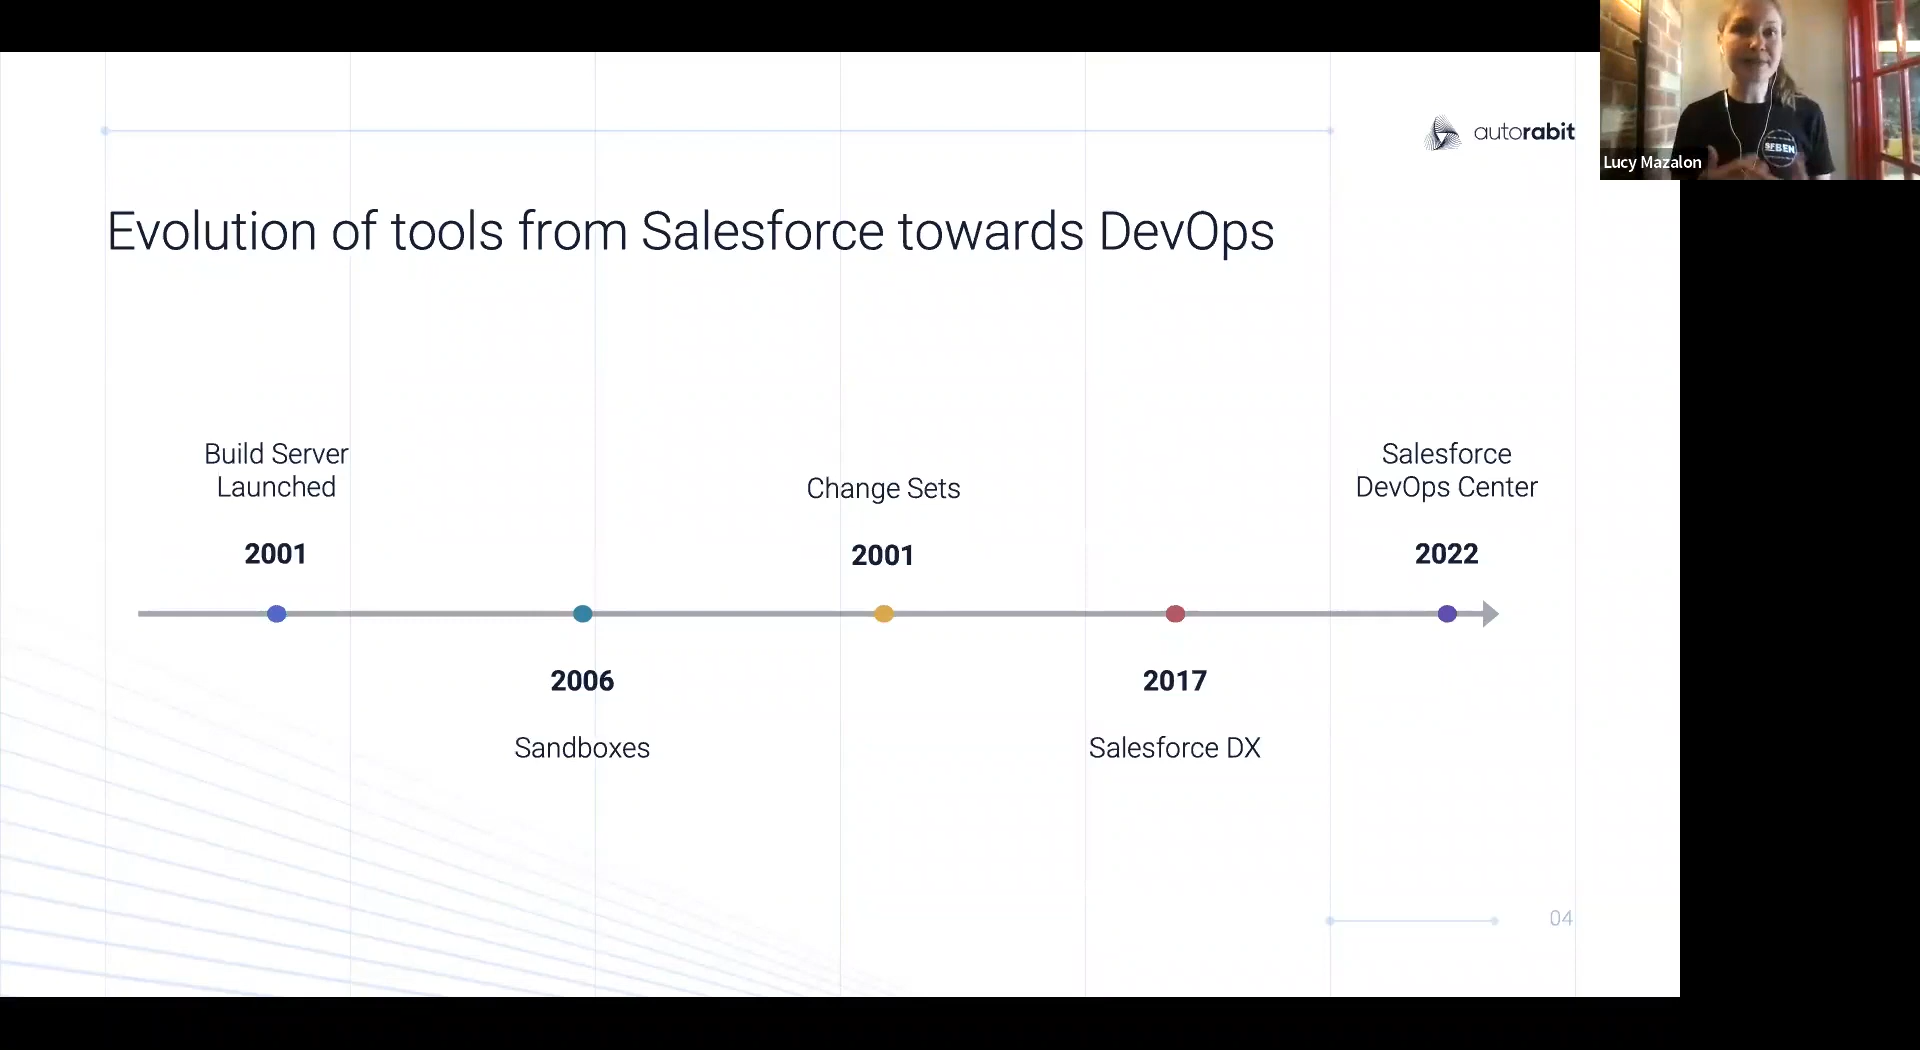 autorabit
Lucy Mazalon
SFBEN
Evolution of tools from Salesforce towards DevOps
Build Server
Launched
2001
2006
Sandboxes
Change Sets
2001
2017
Salesforce DX
Salesforce
DevOps Center
2022
04